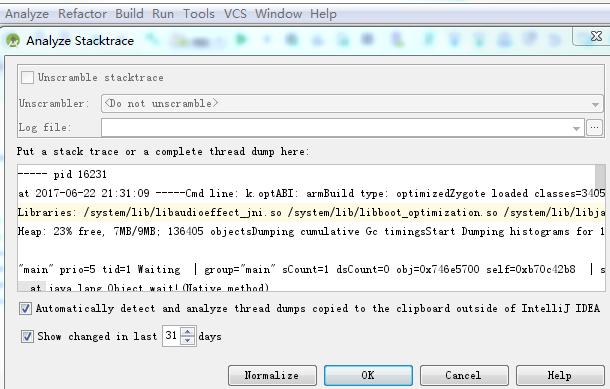 Analyze Refactor Build Run Tools VCS Window Help
Analyze Stacktrace
Unscramble stacktrace
Unscrambler: <Do not unscramble>
Log file:
Put a stack trace or a complete thread dump here:
----- pid 16231
at 2017-06-22 21:31:09 -----Cmd line: k.optABI: armBuild type: optimizedZygote loaded classes=3405
Libraries: /system/lib/libaudioeffect_jni.so /system/lib/libboot_optimization.so /system/lib/libja
Heap: 23% free, 7MB/9MB; 136405 objectsDumping cumulative Gc timingsStart Dumping histograms for 1
"main" prio=5 tid=1 Waiting | group="main" sCount=1 dsCount=0 obj=0x746e5700 self=0xb70c42b8 | s
at java.lang.Object.wait!(Native method)
Automatically detect and analyze thread dumps copied to the clipboard outside of IntelliJ IDEA
Show changed in last 31 days
Normalize OK Cancel Help